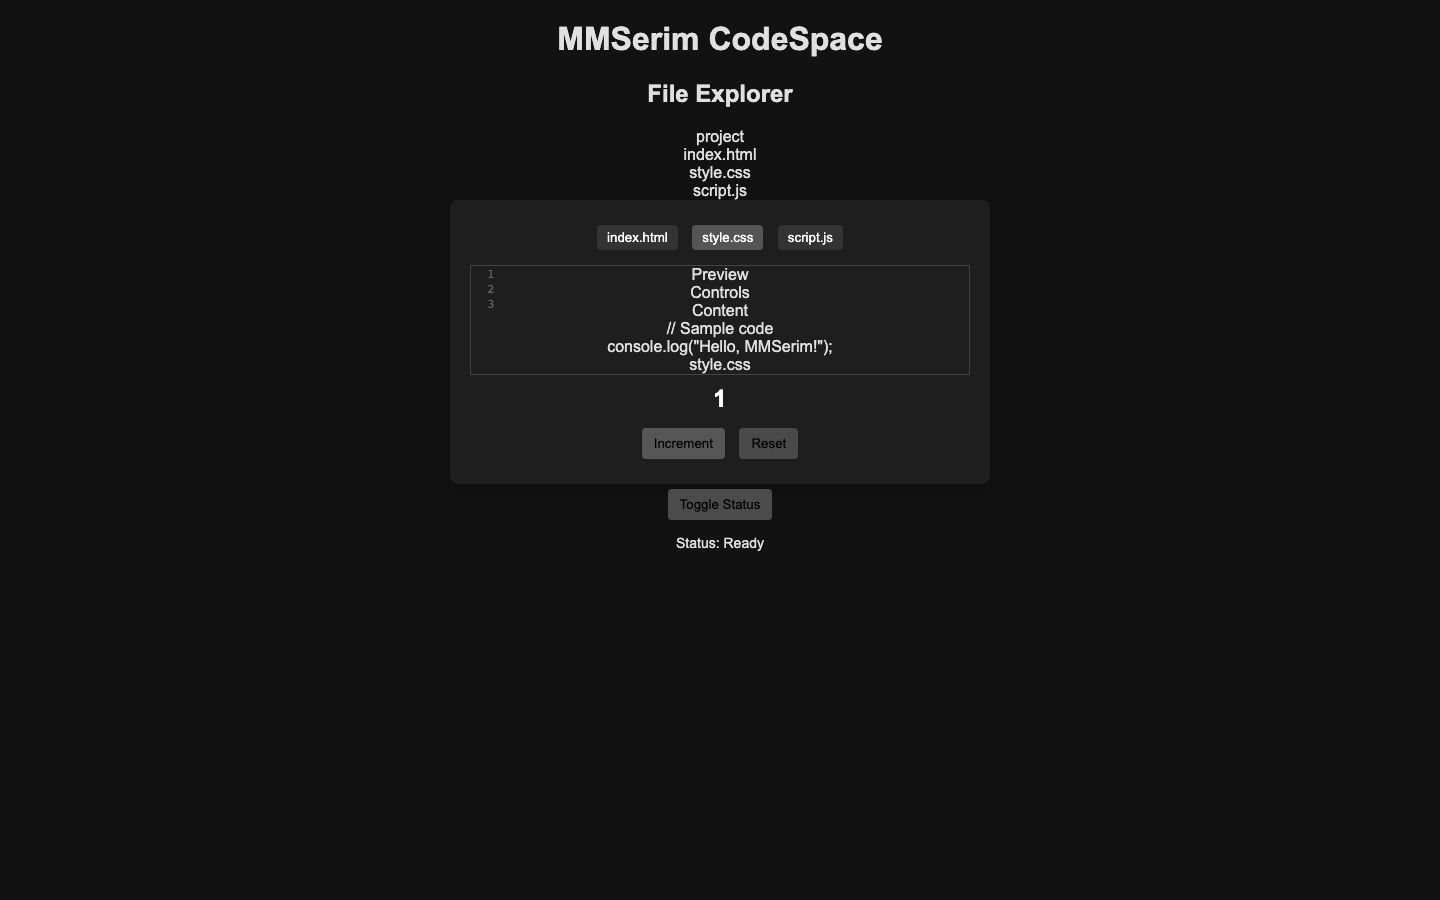 MMSerim CodeSpace
File Explorer
project
index.html
style.css
script.js
index.html style.css script.js
1
2
3
Preview
Controls
Content
// Sample code
console.log("Hello, MMSerim!");
style.css
1
Increment Reset
Toggle Status
Status: Ready